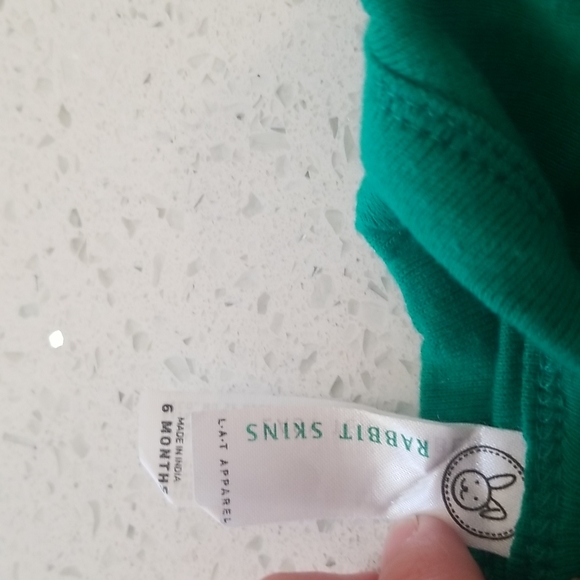 RABBIT SKINS
L·A·T APPAREL
MADE IN INDIA
6 MONTHS